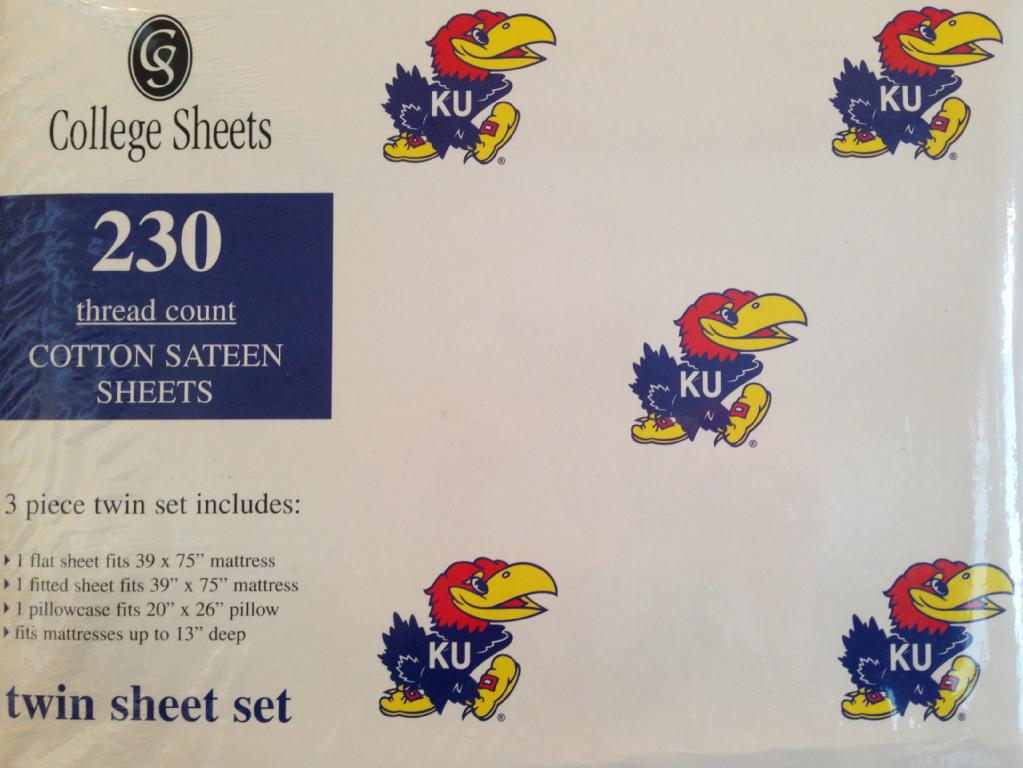 CS
College Sheets
230
thread count
COTTON SATEEN
SHEETS
3 piece twin set includes:
1 flat sheet fits 39 x 75” mattress
1 fitted sheet fits 39” x 75” mattress
1 pillowcase fits 20” x 26” pillow
fits mattresses up to 13” deep
twin sheet set
KU
®
KU
®
KU
®
KU
®
KU
®